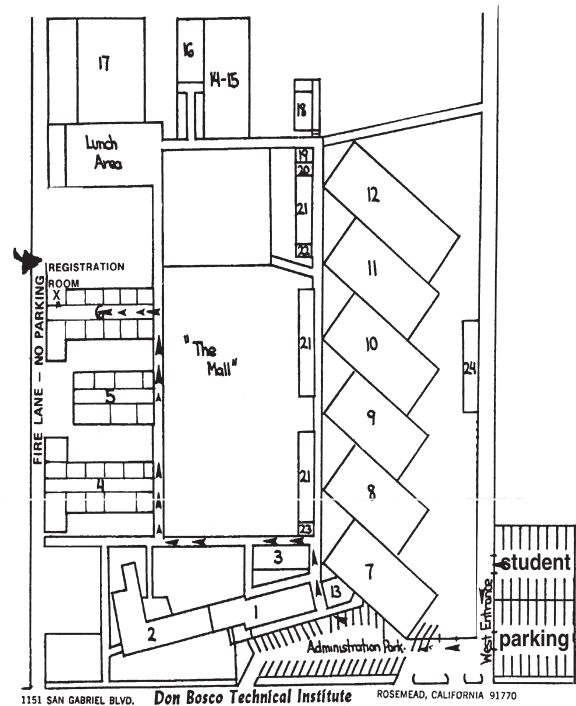 17
16
14-15
18
Lunch
Area
19
20
21
22
12
11
REGISTRATION
ROOM
X
6
FIRE LANE – NO PARKING
"The
Mall"
21
10
24
5
9
4
21
8
23
3
7
student
13
1
2
West Entrance
Administration Park.
parking
1151 SAN GABRIEL BLVD.
Don Bosco Technical Institute
ROSEMEAD, CALIFORNIA 91770